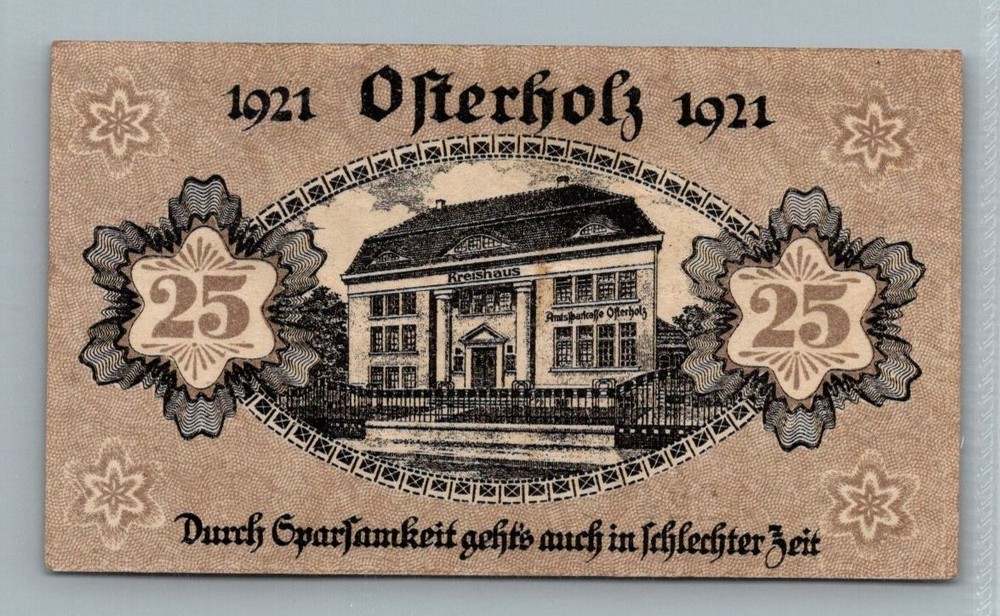 1921 Osterholz 1921
Kreishaus
Amtssparkasse Osterholz
25 25
Durch Sparsamkeit geht's auch in schlechter Zeit